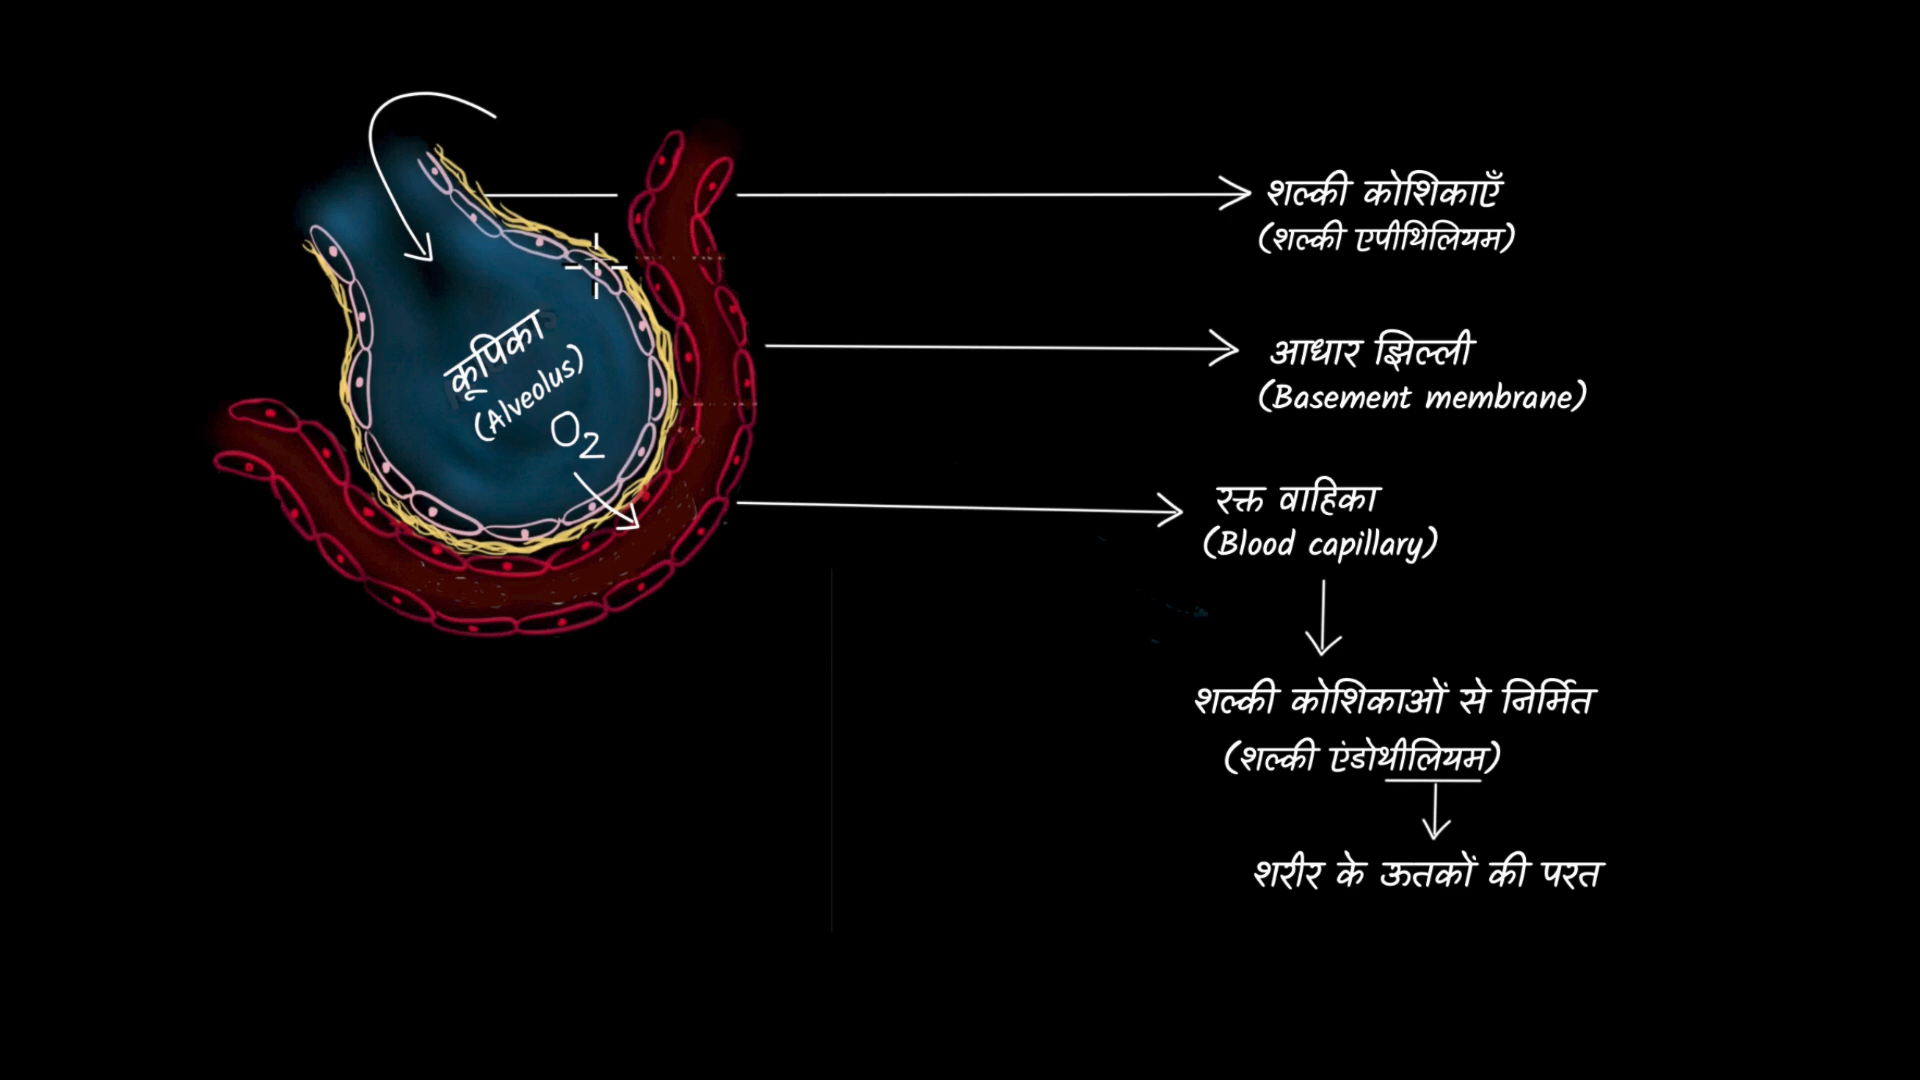 कूपिका
(Alveolus)
O2
शल्की कोशिकाएँ
(शल्की एपीथिलियम)
आधार झिल्ली
(Basement membrane)
रक्त वाहिका
(Blood capillary)
शल्की कोशिकाओं से निर्मित
(शल्की एंडोथीलियम)
शरीर के ऊतकों की परत